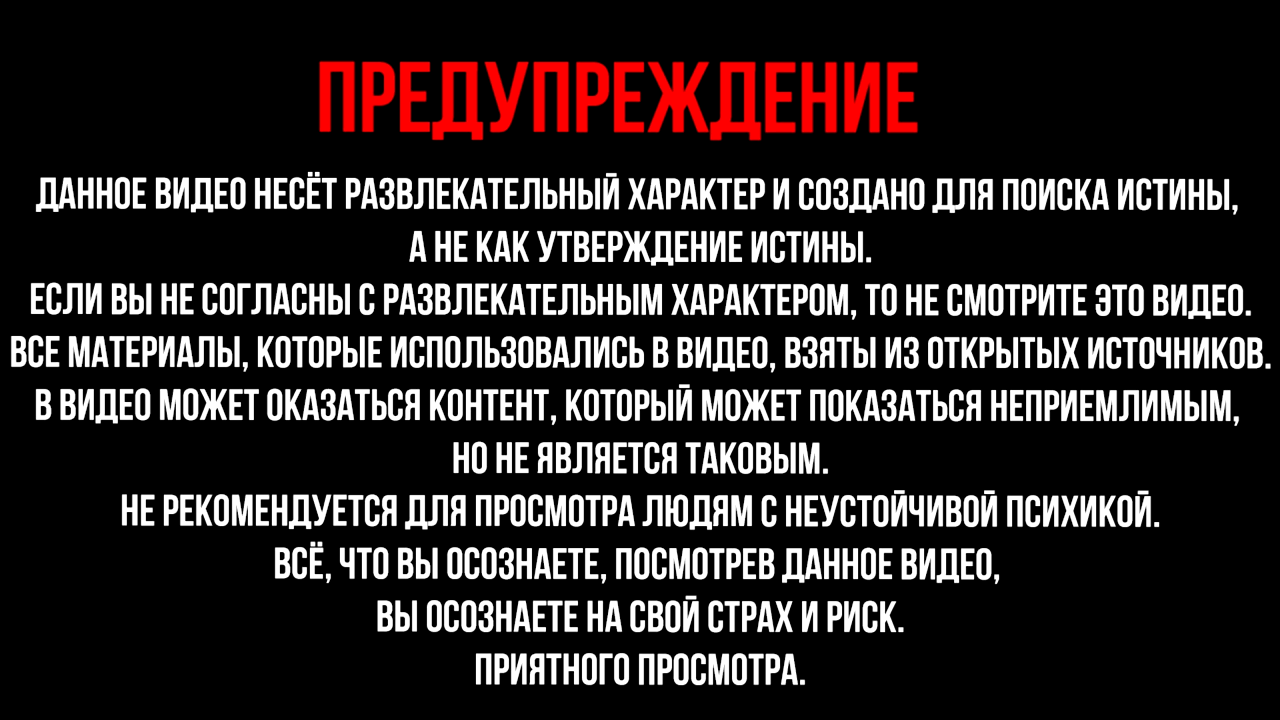 ПРЕДУПРЕЖДЕНИЕ
ДАННОЕ ВИДЕО НЕСЁТ РАЗВЛЕКАТЕЛЬНЫЙ ХАРАКТЕР И СОЗДАНО ДЛЯ ПОИСКА ИСТИНЫ,
А НЕ КАК УТВЕРЖДЕНИЕ ИСТИНЫ.
ЕСЛИ ВЫ НЕ СОГЛАСНЫ С РАЗВЛЕКАТЕЛЬНЫМ ХАРАКТЕРОМ, ТО НЕ СМОТРИТЕ ЭТО ВИДЕО.
ВСЕ МАТЕРИАЛЫ, КОТОРЫЕ ИСПОЛЬЗОВАЛИСЬ В ВИДЕО, ВЗЯТЫ ИЗ ОТКРЫТЫХ ИСТОЧНИКОВ.
В ВИДЕО МОЖЕТ ОКАЗАТЬСЯ КОНТЕНТ, КОТОРЫЙ МОЖЕТ ПОКАЗАТЬСЯ НЕПРИЕМЛИМЫМ,
НО НЕ ЯВЛЯЕТСЯ ТАКОВЫМ.
НЕ РЕКОМЕНДУЕТСЯ ДЛЯ ПРОСМОТРА ЛЮДЯМ С НЕУСТОЙЧИВОЙ ПСИХИКОЙ.
ВСЁ, ЧТО ВЫ ОСОЗНАЕТЕ, ПОСМОТРЕВ ДАННОЕ ВИДЕО,
ВЫ ОСОЗНАЕТЕ НА СВОЙ СТРАХ И РИСК.
ПРИЯТНОГО ПРОСМОТРА.